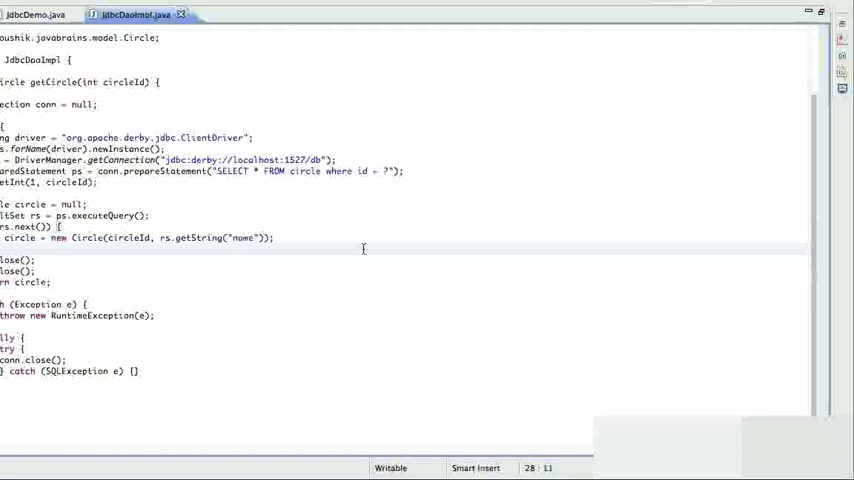 JdbcDemo.java
JdbcDaoImpl.java
oushik.javabrains.model.Circle;
JdbcDaoImpl {
ircle getCircle(int circleId) {
ection conn = null;
{
ng driver = "org.apache.derby.jdbc.ClientDriver";
s.forName(driver).newInstance();
= DriverManager.getConnection("jdbc:derby://localhost:1527/db");
aredStatement ps = conn.prepareStatement("SELECT * FROM circle where id = ?");
etInt(1, circleId);
le circle = null;
ltSet rs = ps.executeQuery();
rs.next()) {
circle = new Circle(circleId, rs.getString("name"));
lose();
lose();
rn circle;
h (Exception e) {
throw new RuntimeException(e);
lly {
try {
conn.close();
} catch (SQLException e) {}
Writable
Smart Insert
28 : 11